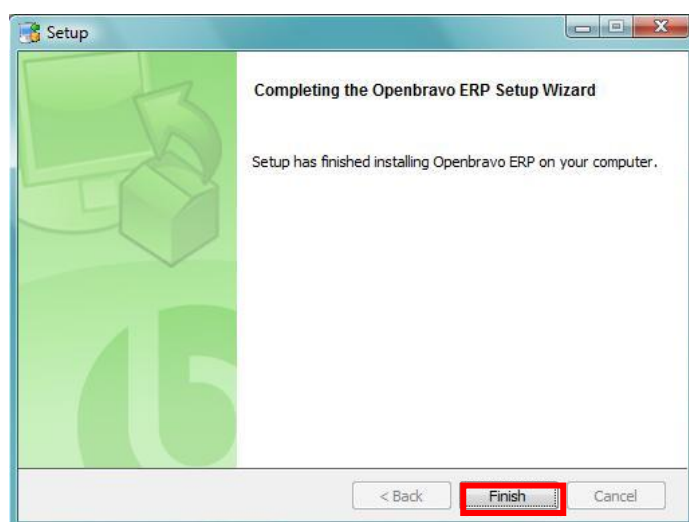 Setup
Completing the Openbravo ERP Setup Wizard
Setup has finished installing Openbravo ERP on your computer.
< Back Finish Cancel